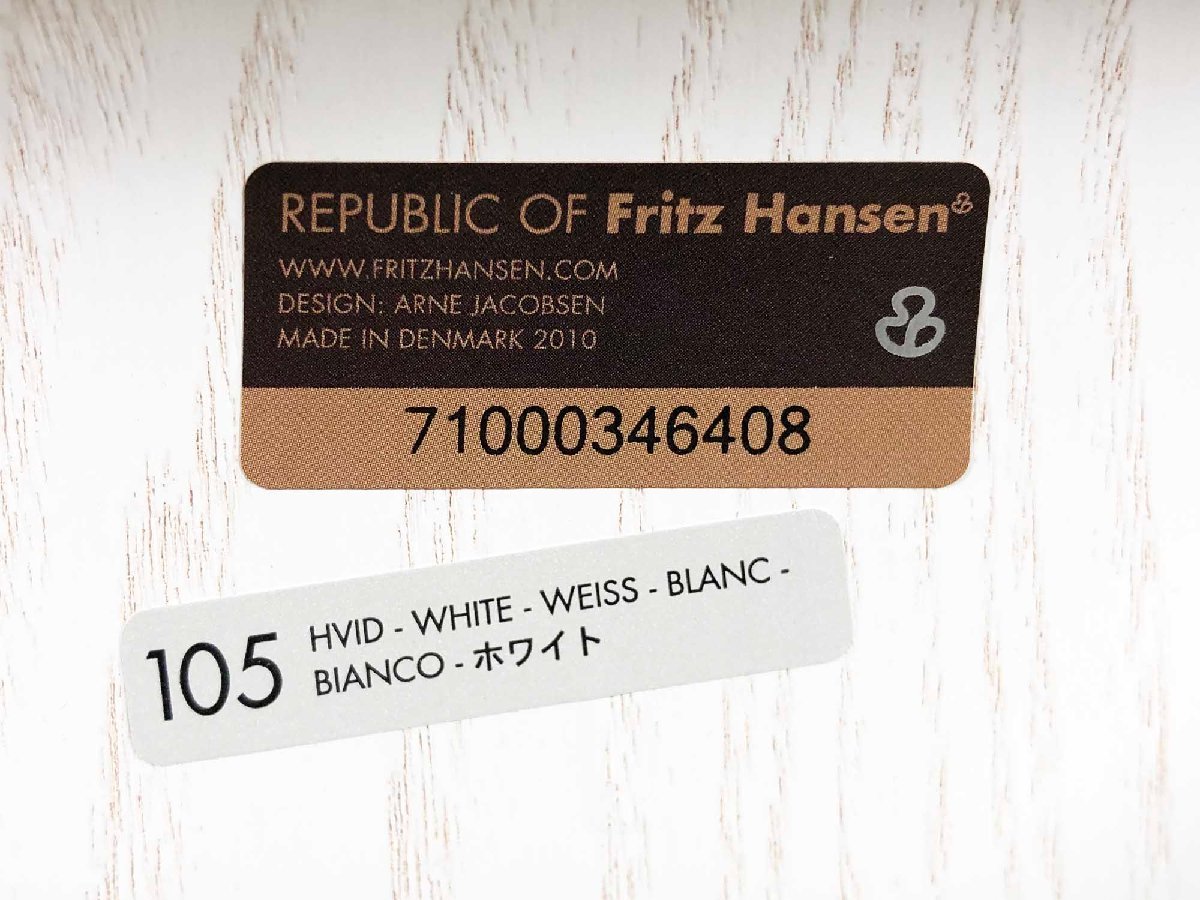 REPUBLIC OF Fritz Hansen
WWW.FRITZHANSEN.COM
DESIGN: ARNE JACOBSEN
MADE IN DENMARK 2010
71000346408
105 HVID - WHITE - WEISS - BLANC -
BIANCO - ホワイト